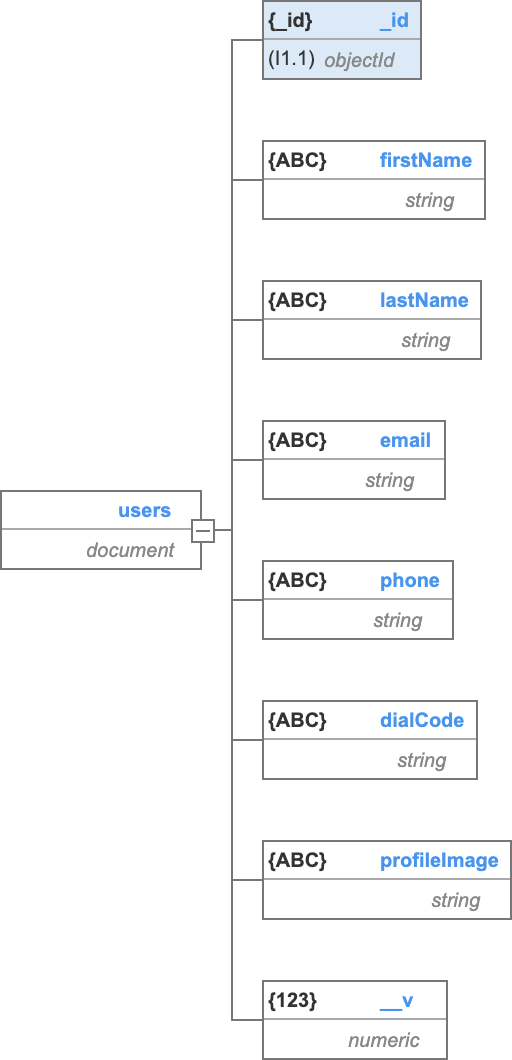 {_id} _id
(I1.1) objectId
{ABC} firstName
string
{ABC} lastName
string
{ABC} email
string
users
document
{ABC} phone
string
{ABC} dialCode
string
{ABC} profileImage
string
{123} __v
numeric